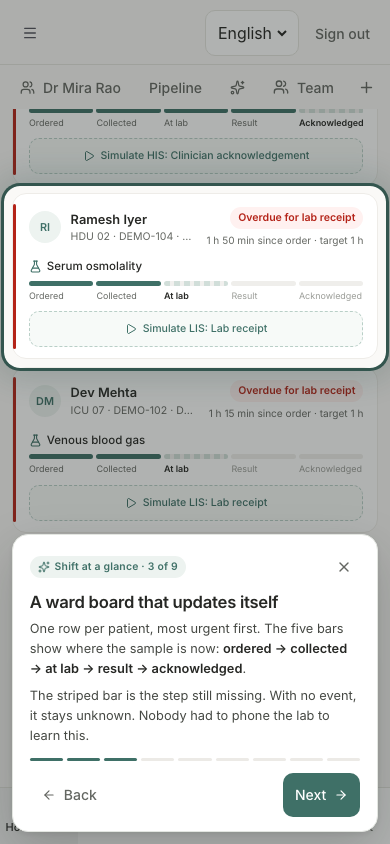 English
Sign out
Dr Mira Rao
Pipeline
Team
Ordered Collected At lab Result Acknowledged
Simulate HIS: Clinician acknowledgement
RI
Ramesh Iyer
Overdue for lab receipt
HDU 02 · DEMO-104 · ...
1 h 50 min since order · target 1 h
Serum osmolality
Ordered Collected At lab Result Acknowledged
Simulate LIS: Lab receipt
DM
Dev Mehta
Overdue for lab receipt
ICU 07 · DEMO-102 · D...
1 h 15 min since order · target 1 h
Venous blood gas
Ordered Collected At lab Result Acknowledged
Simulate LIS: Lab receipt
Shift at a glance · 3 of 9
A ward board that updates itself
One row per patient, most urgent first. The five bars
show where the sample is now: ordered → collected
→ at lab → result → acknowledged.
The striped bar is the step still missing. With no event,
it stays unknown. Nobody had to phone the lab to
learn this.
← Back
Next →